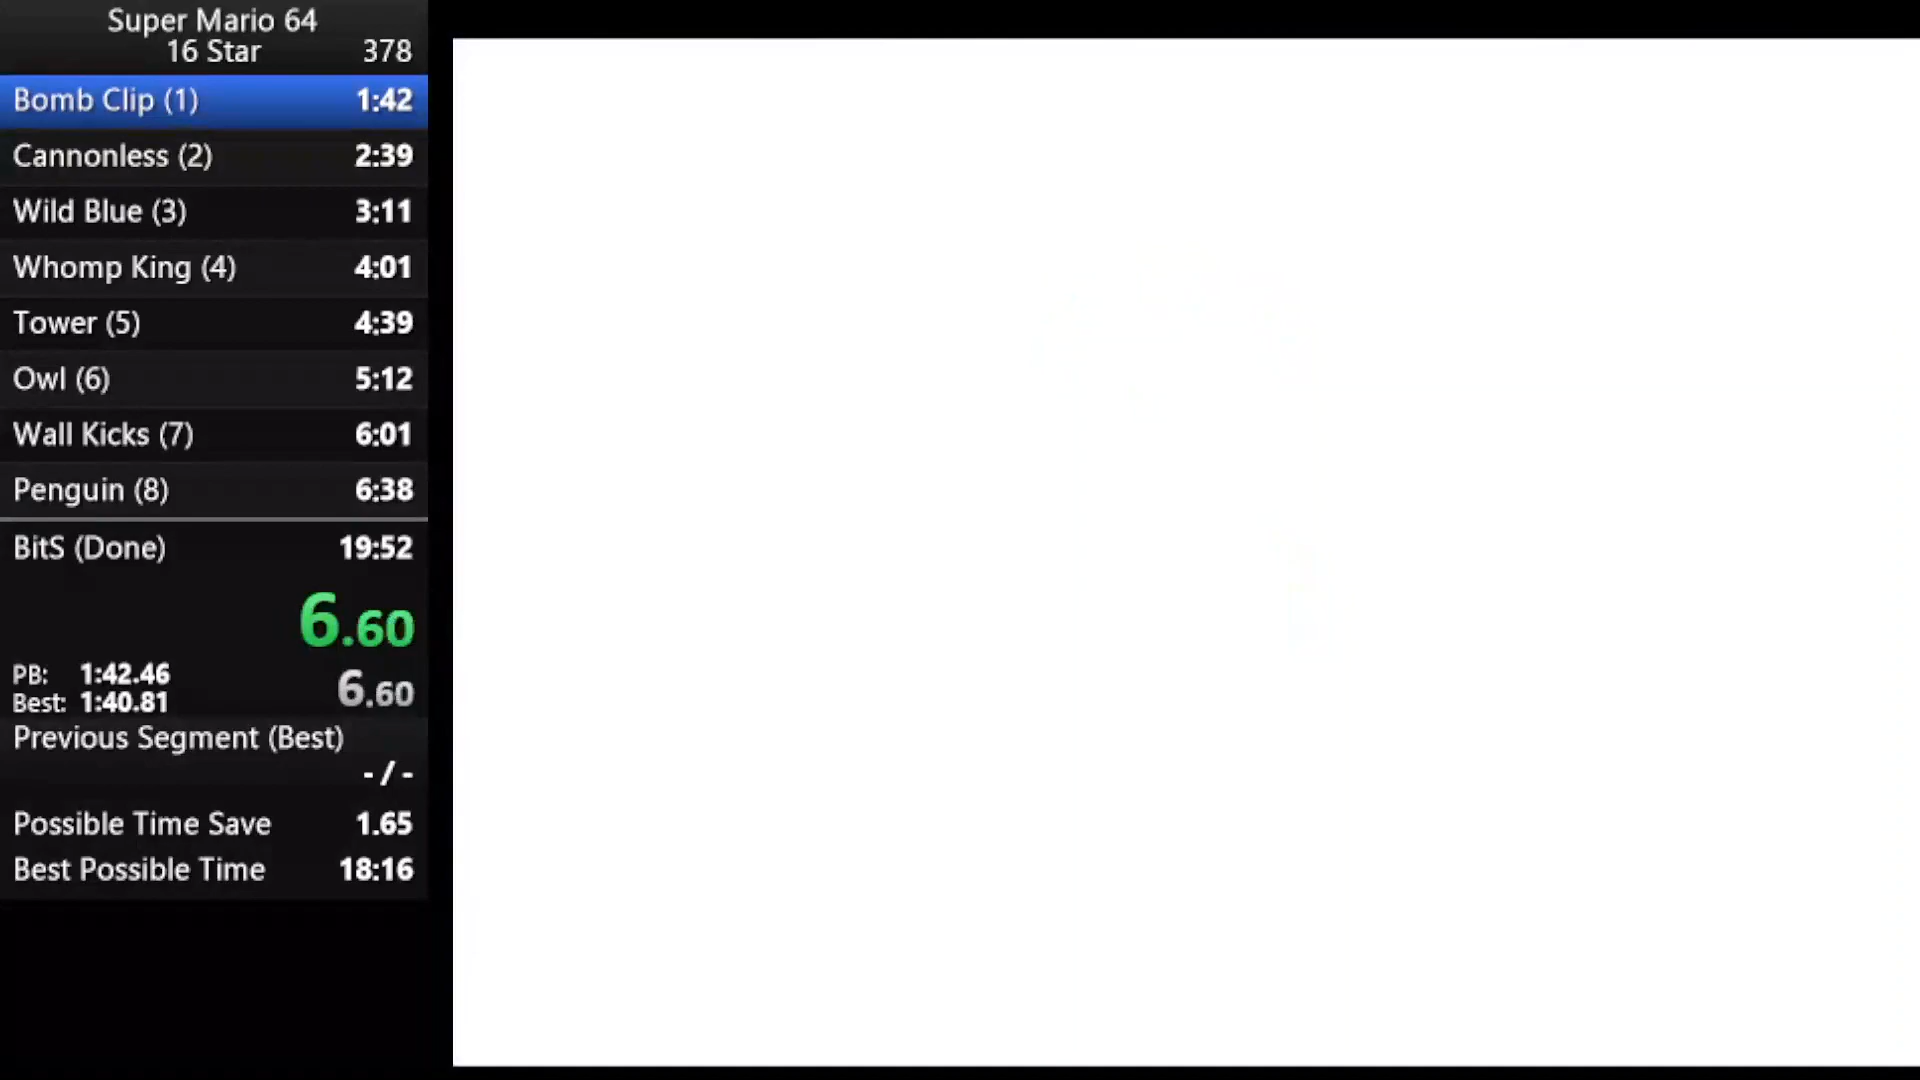 Super Mario 64
16 Star 378
Bomb Clip (1) 1:42
Cannonless (2) 2:39
Wild Blue (3) 3:11
Whomp King (4) 4:01
Tower (5) 4:39
Owl (6) 5:12
Wall Kicks (7) 6:01
Penguin (8) 6:38
BitS (Done) 19:52
6.60
PB: 1:42.46
Best: 1:40.81
6.60
Previous Segment (Best)
- / -
Possible Time Save 1.65
Best Possible Time 18:16